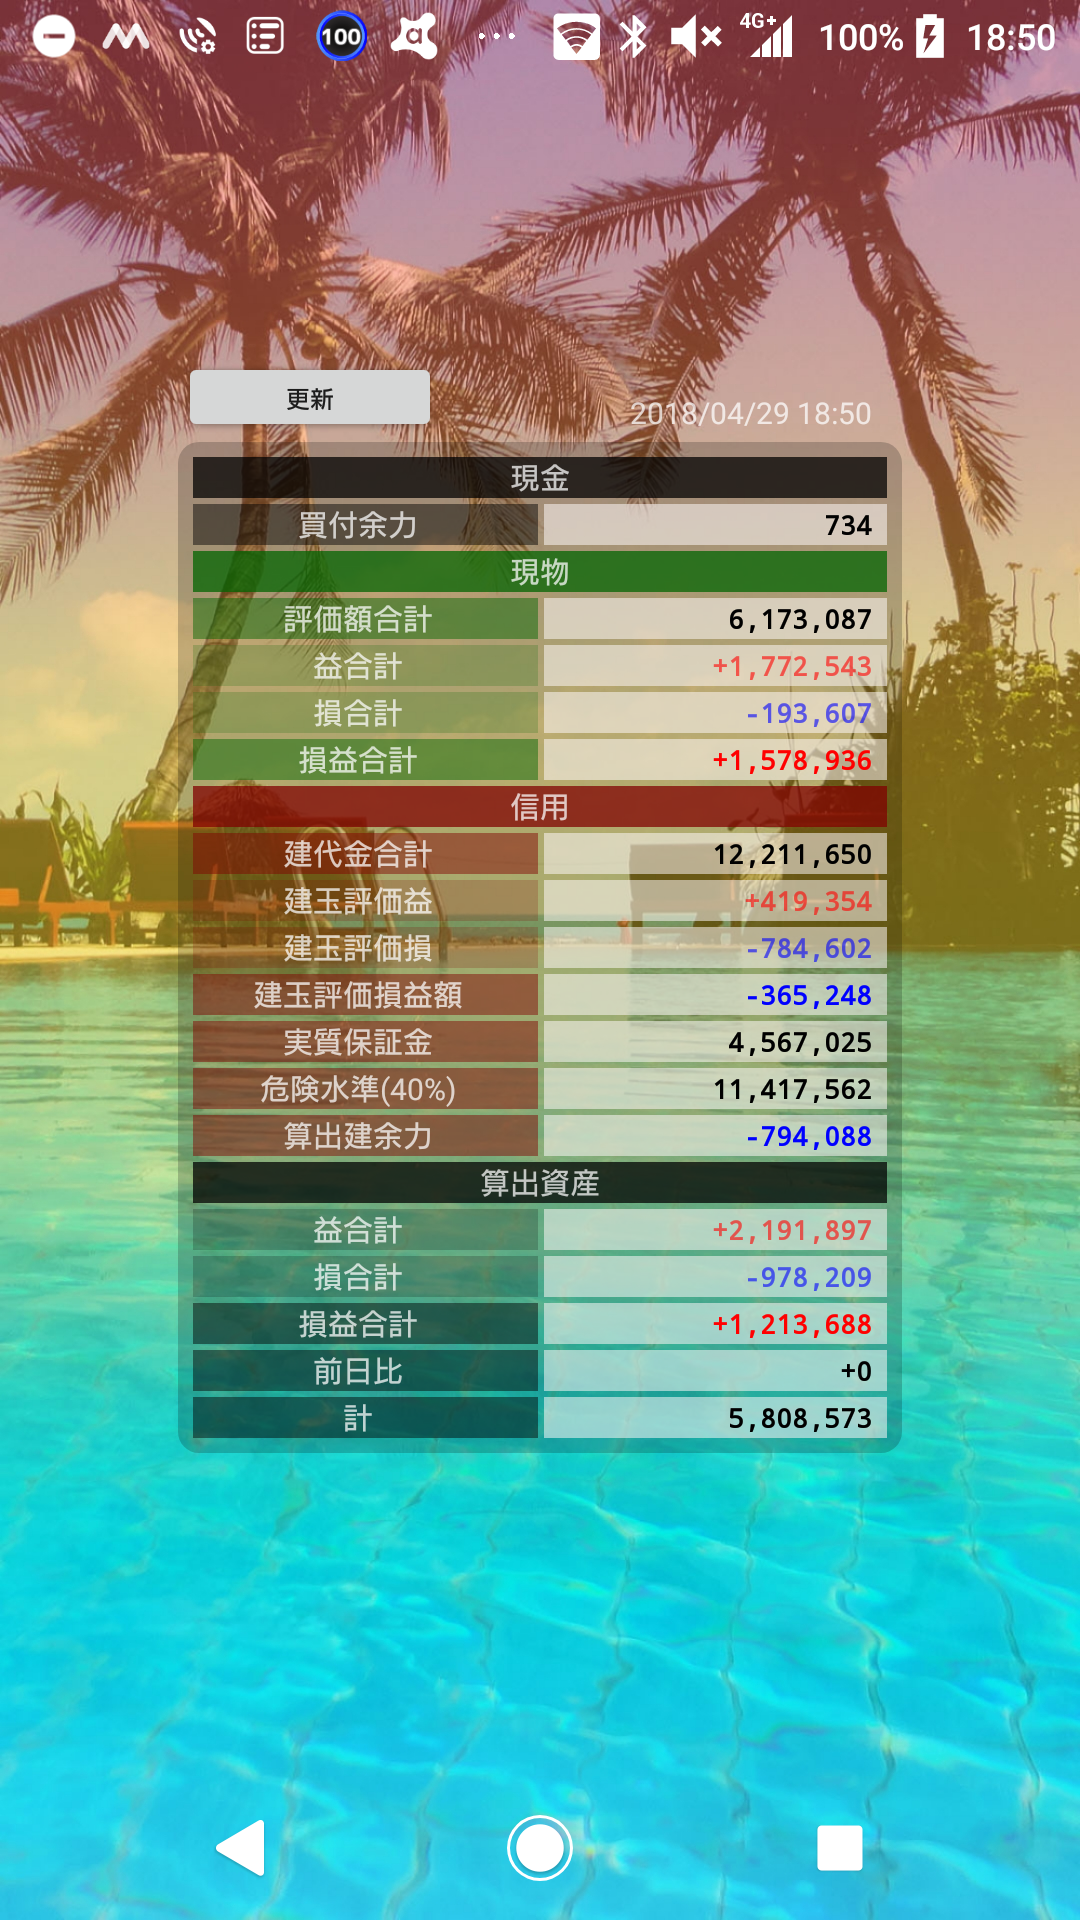 100 4G+ 100% 18:50
更新
2018/04/29 18:50
現金
買付余力 734
現物
評価額合計 6,173,087
益合計 +1,772,543
損合計 -193,607
損益合計 +1,578,936
信用
建代金合計 12,211,650
建玉評価益 +419,354
建玉評価損 -784,602
建玉評価損益額 -365,248
実質保証金 4,567,025
危険水準(40%) 11,417,562
算出建余力 -794,088
算出資産
益合計 +2,191,897
損合計 -978,209
損益合計 +1,213,688
前日比 +0
計 5,808,573